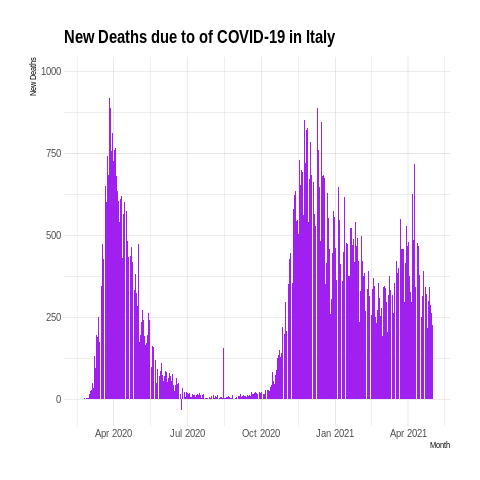 New Deaths due to of COVID-19 in Italy
New Deaths
1000
750
500
250
0
Apr 2020 Jul 2020 Oct 2020 Jan 2021 Apr 2021
Month